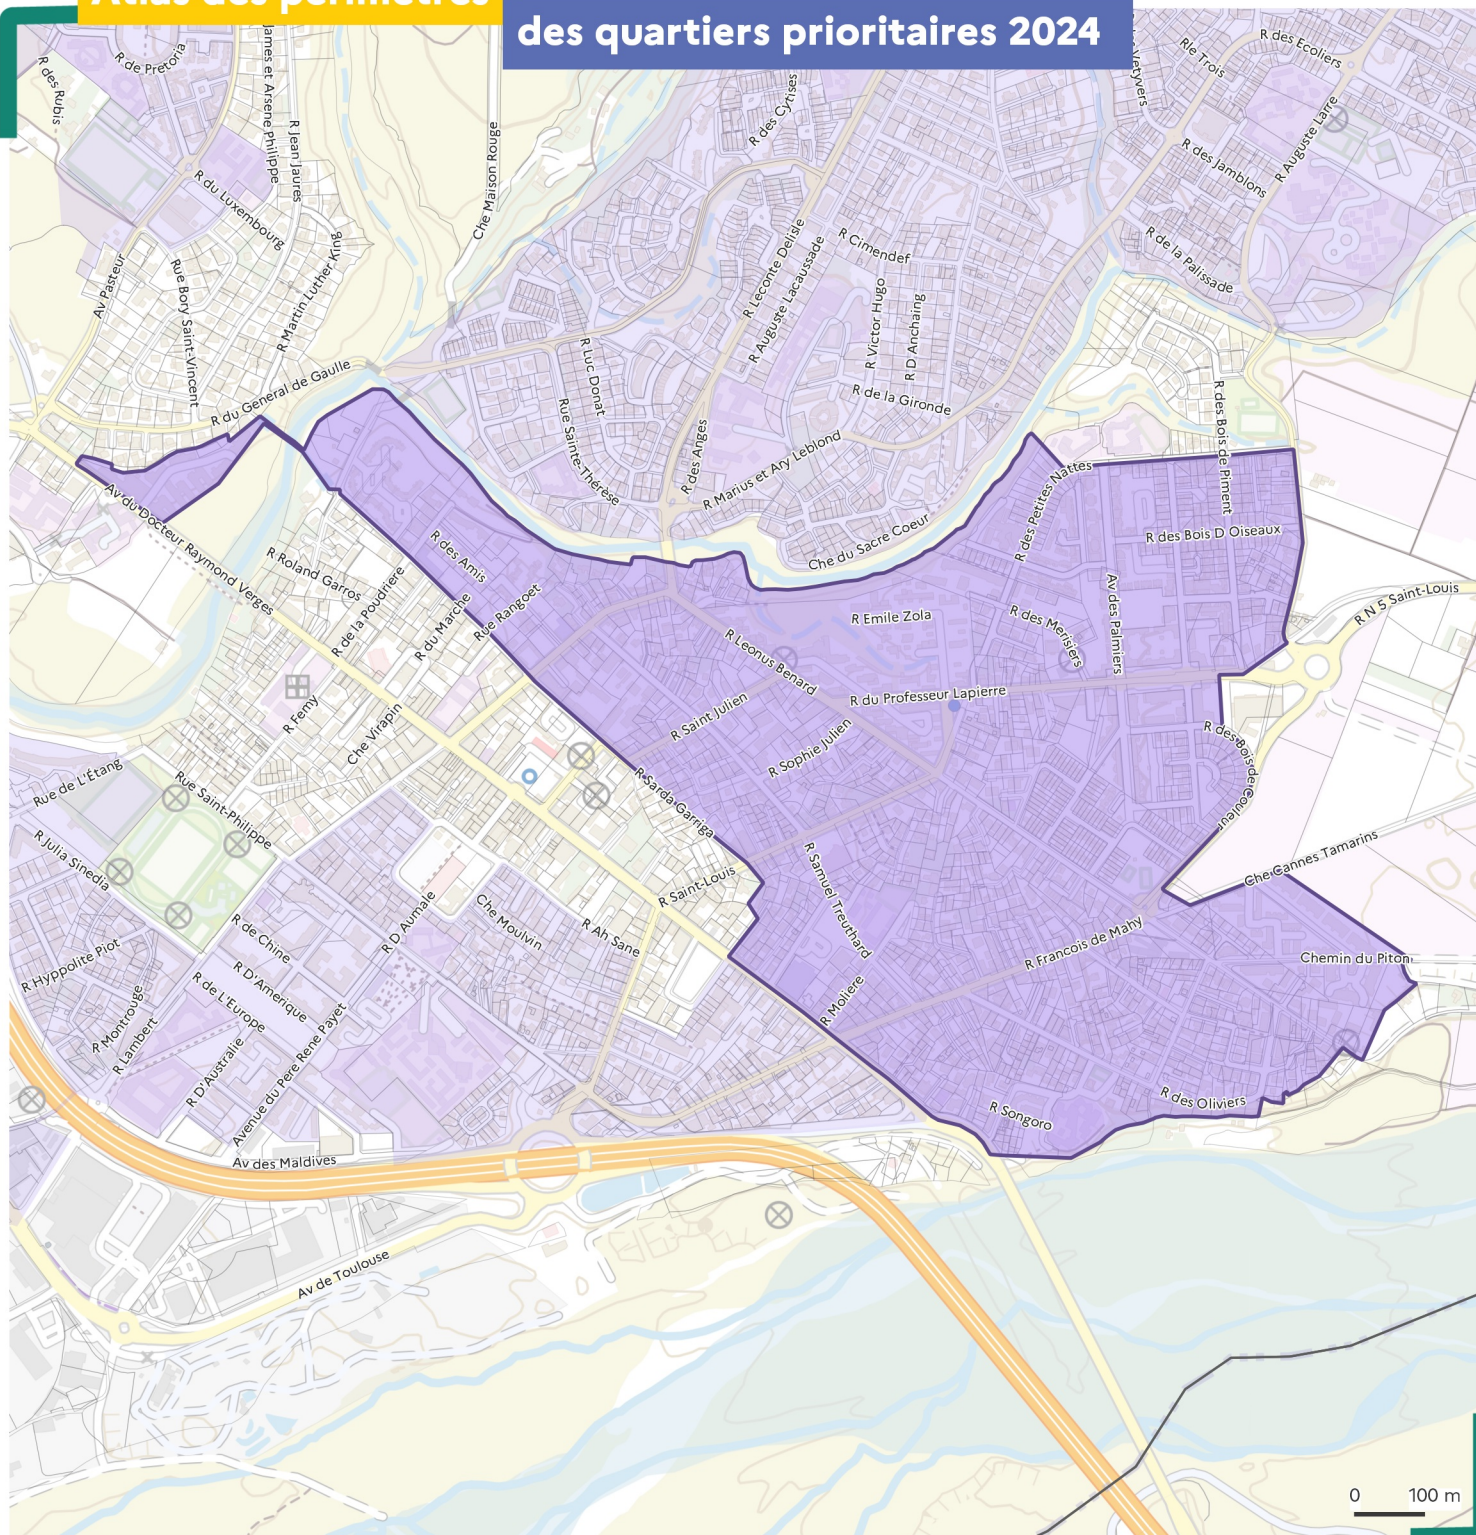 Atlas des périmètres
des quartiers prioritaires 2024
R de Pretoria
R des Rubis
James et Arsene Philippe
R Jean Jaures
Che Maison Rouge
R des Cytises
Rle Trois
R des Ecoliers
R Auguste Larre
R des Jamblons
R du Luxembourg
R Martin Luther King
Av Pasteur
Rue Bory Saint-Vincent
R Leconte Delisle
R Auguste Lacaussade
R Cimendef
R Victor Hugo
R D Anchaing
R de la Palissade
R du General de Gaulle
R Luc Donat
Rue Sainte-Thérèse
R des Anges
R de la Gironde
R Marius et Ary Leblond
R des Bois de Piment
R des Petites Nattes
Che du Sacre Coeur
R des Bois D Oiseaux
Av du Docteur Raymond Verges
R Roland Garros
R de la Poudriere
R des Amis
R du Marche
Rue Rangoet
R Emile Zola
R des Merisiers
Av des Palmiers
R N 5 Saint-Louis
R Leonus Benard
R du Professeur Lapierre
R Femy
Che Virapin
R Saint Julien
R Sophie Julien
R des Bois de Couleur
Rue de L'Étang
Rue Saint-Philippe
R Sarda Garriga
R Julia Sinedia
R Samuel Treuthard
Che Cannes Tamarins
R Saint-Louis
R D Aumale
Che Moulvin
R Ah Sane
R de Chine
R Hyppolite Piot
R D'Amerique
R de L'Europe
R Francois de Mahy
Chemin du Piton
R Moliere
R Montrouge
R Lambert
R D'Australie
Avenue du Pere Rene Payet
R Songoro
R des Oliviers
Av des Maldives
Av de Toulouse
0 100 m